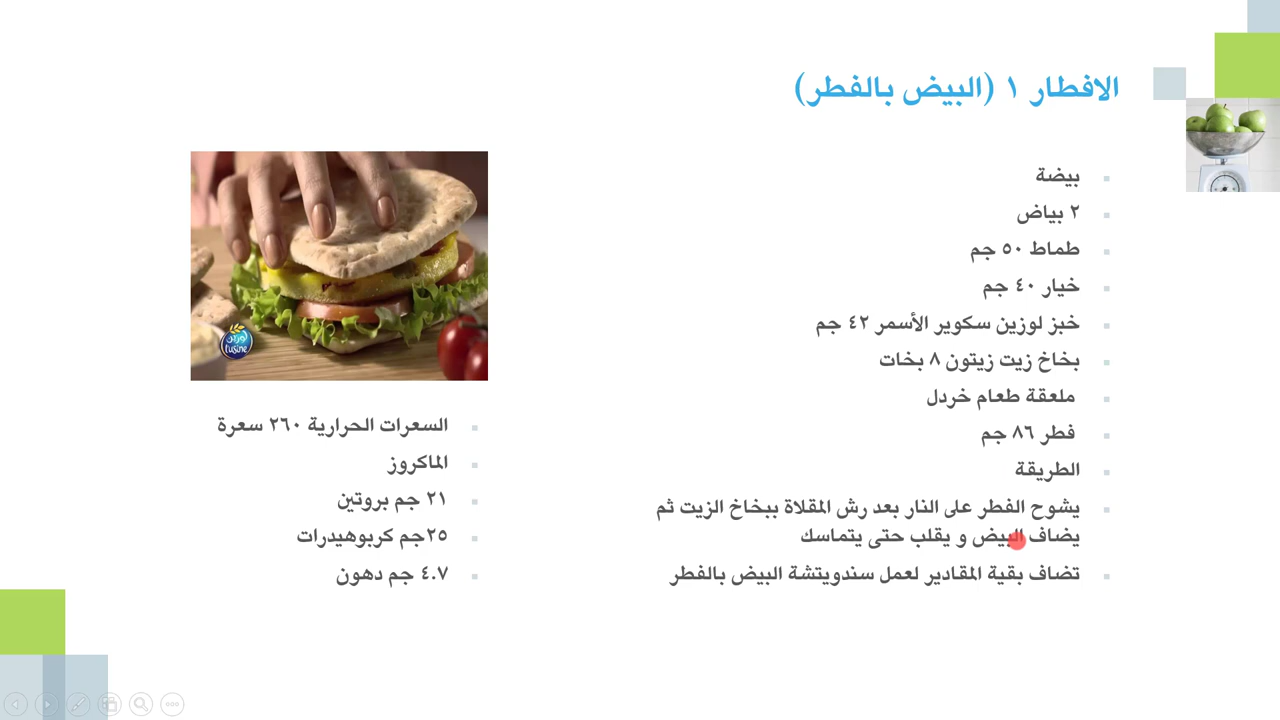 الافطار ١ (البيض بالفطر)
بيضة
٢ بياض
طماط ٥٠ جم
خيار ٤٠ جم
خبز لوزين سكوير الأسمر ٤٢ جم
بخاخ زيت زيتون ٨ بخات
ملعقة طعام خردل
فطر ٨٦ جم
الطريقة
يشوح الفطر على النار بعد رش المقلاة ببخاخ الزيت ثم
يضاف البيض و يقلب حتى يتماسك
تضاف بقية المقادير لعمل سندويتشة البيض بالفطر
لوزين
Lusine
السعرات الحرارية ٢٦٠ سعرة
الماكروز
٢١ جم بروتين
٢٥جم كربوهيدرات
٤.٧ جم دهون